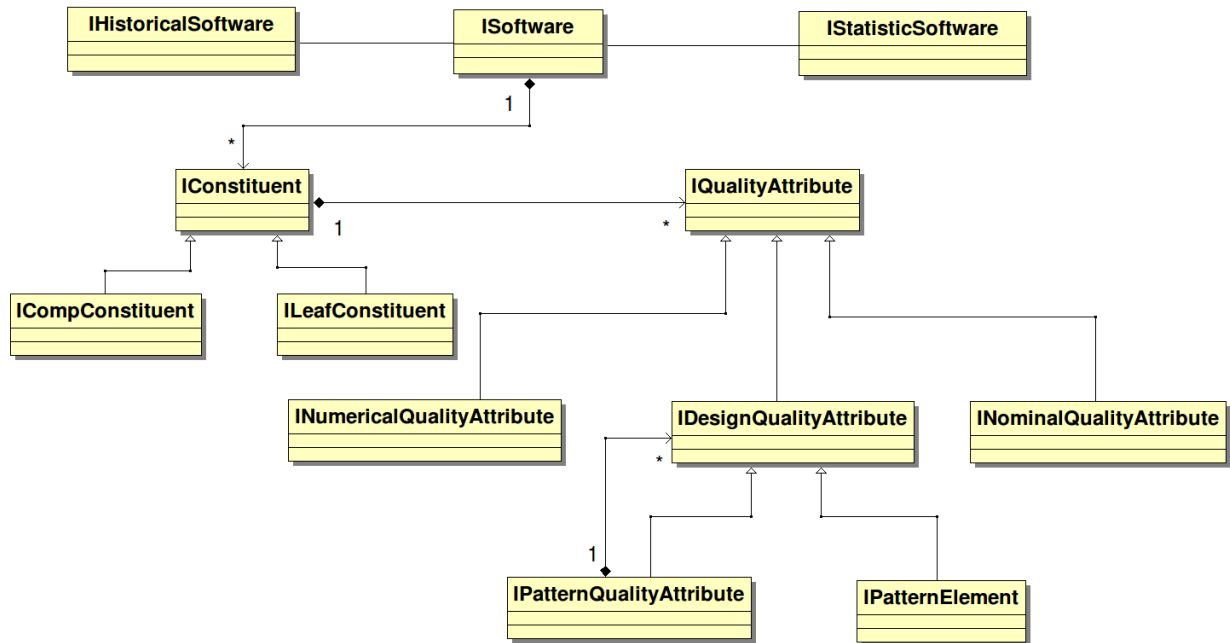 IHistoricalSoftware
ISoftware
IStatisticSoftware
1
*
IConstituent
IQualityAttribute
1
*
ICompConstituent
ILeafConstituent
INumericalQualityAttribute
IDesignQualityAttribute
INominalQualityAttribute
*
1
IPatternQualityAttribute
IPatternElement